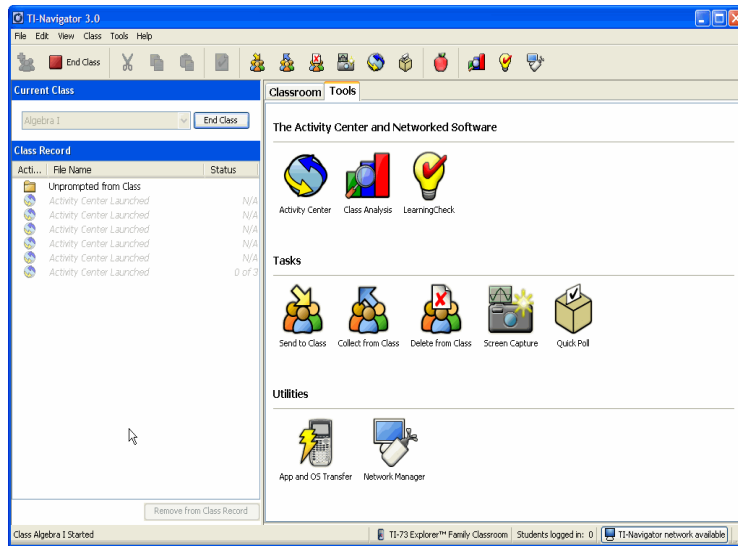 TI-Navigator 3.0
File Edit View Class Tools Help
End Class
Current Class
Algebra I
End Class
Class Record
Acti... File Name Status
Unprompted from Class
Activity Center Launched N/A
Activity Center Launched N/A
Activity Center Launched N/A
Activity Center Launched N/A
Activity Center Launched 0 of 3
Remove from Class Record
Classroom Tools
The Activity Center and Networked Software
Activity Center Class Analysis LearningCheck
Tasks
Send to Class Collect from Class Delete from Class Screen Capture Quick Poll
Utilities
App and OS Transfer Network Manager
Class Algebra I Started TI-73 Explorer™ Family Classroom Students logged in: 0 TI-Navigator network available